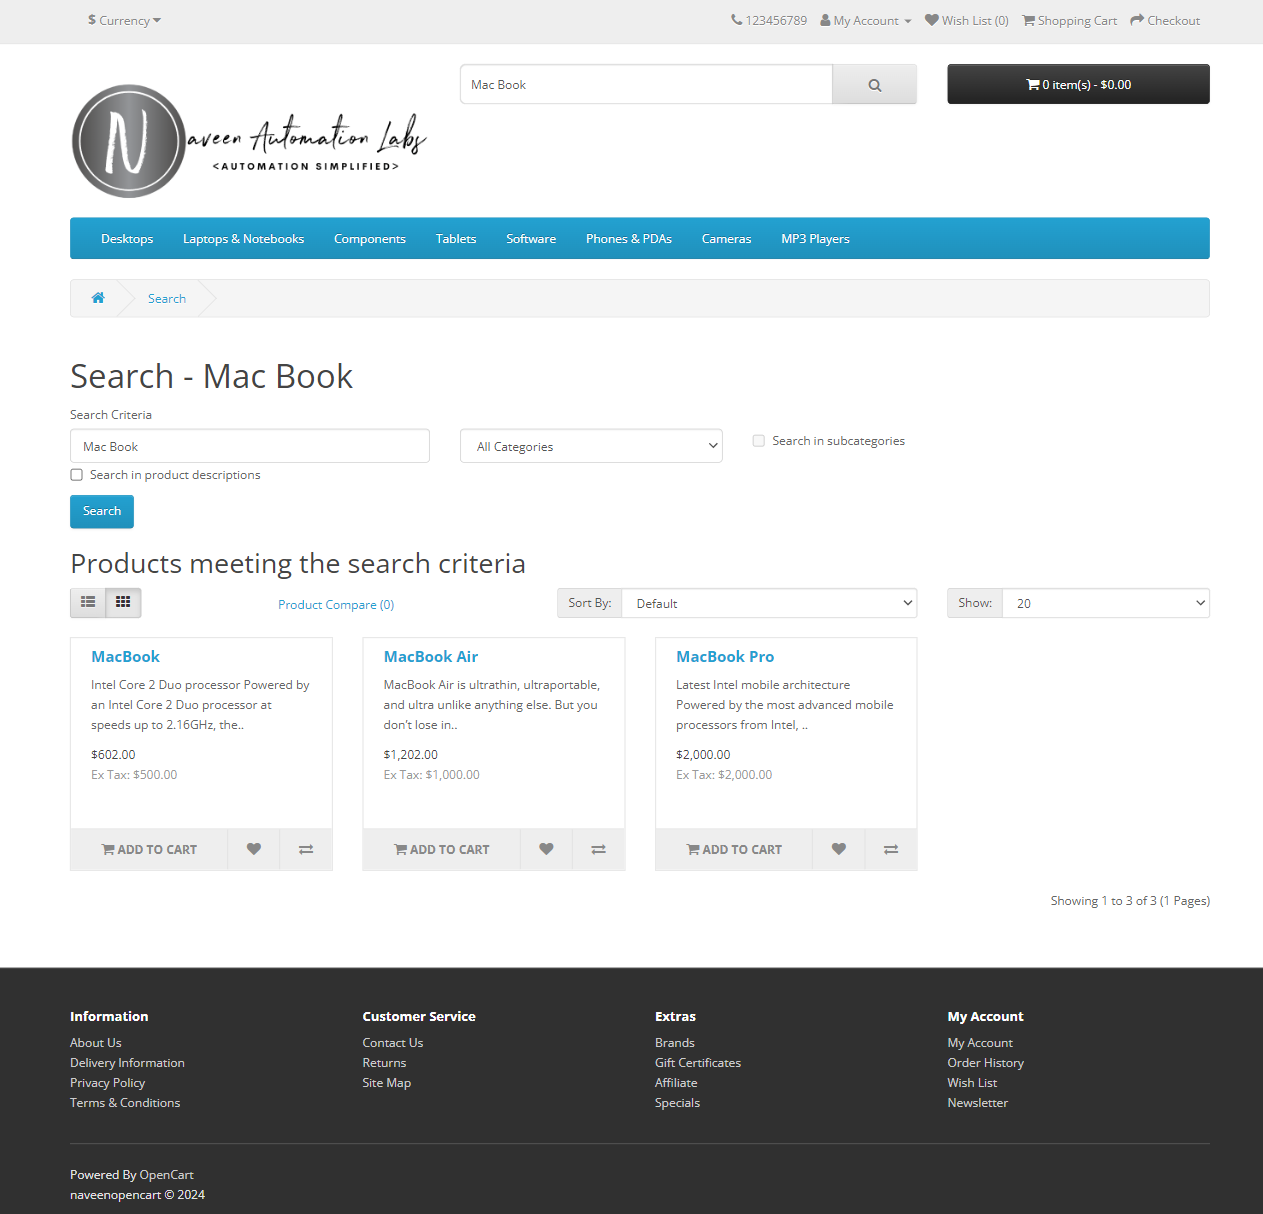 $ Currency
123456789 My Account Wish List (0) Shopping Cart Checkout
Mac Book
0 item(s) - $0.00
N
aveen Automation Labs
<AUTOMATION SIMPLIFIED>
Desktops Laptops & Notebooks Components Tablets Software Phones & PDAs Cameras MP3 Players
Search
Search - Mac Book
Search Criteria
Mac Book
All Categories
Search in subcategories
Search in product descriptions
Search
Products meeting the search criteria
Product Compare (0)
Sort By: Default
Show: 20
MacBook
Intel Core 2 Duo processor Powered by
an Intel Core 2 Duo processor at
speeds up to 2.16GHz, the..
$602.00
Ex Tax: $500.00
ADD TO CART
MacBook Air
MacBook Air is ultrathin, ultraportable,
and ultra unlike anything else. But you
don’t lose in..
$1,202.00
Ex Tax: $1,000.00
ADD TO CART
MacBook Pro
Latest Intel mobile architecture
Powered by the most advanced mobile
processors from Intel, ..
$2,000.00
Ex Tax: $2,000.00
ADD TO CART
Showing 1 to 3 of 3 (1 Pages)
Information
About Us
Delivery Information
Privacy Policy
Terms & Conditions
Customer Service
Contact Us
Returns
Site Map
Extras
Brands
Gift Certificates
Affiliate
Specials
My Account
My Account
Order History
Wish List
Newsletter
Powered By OpenCart
naveenopencart © 2024